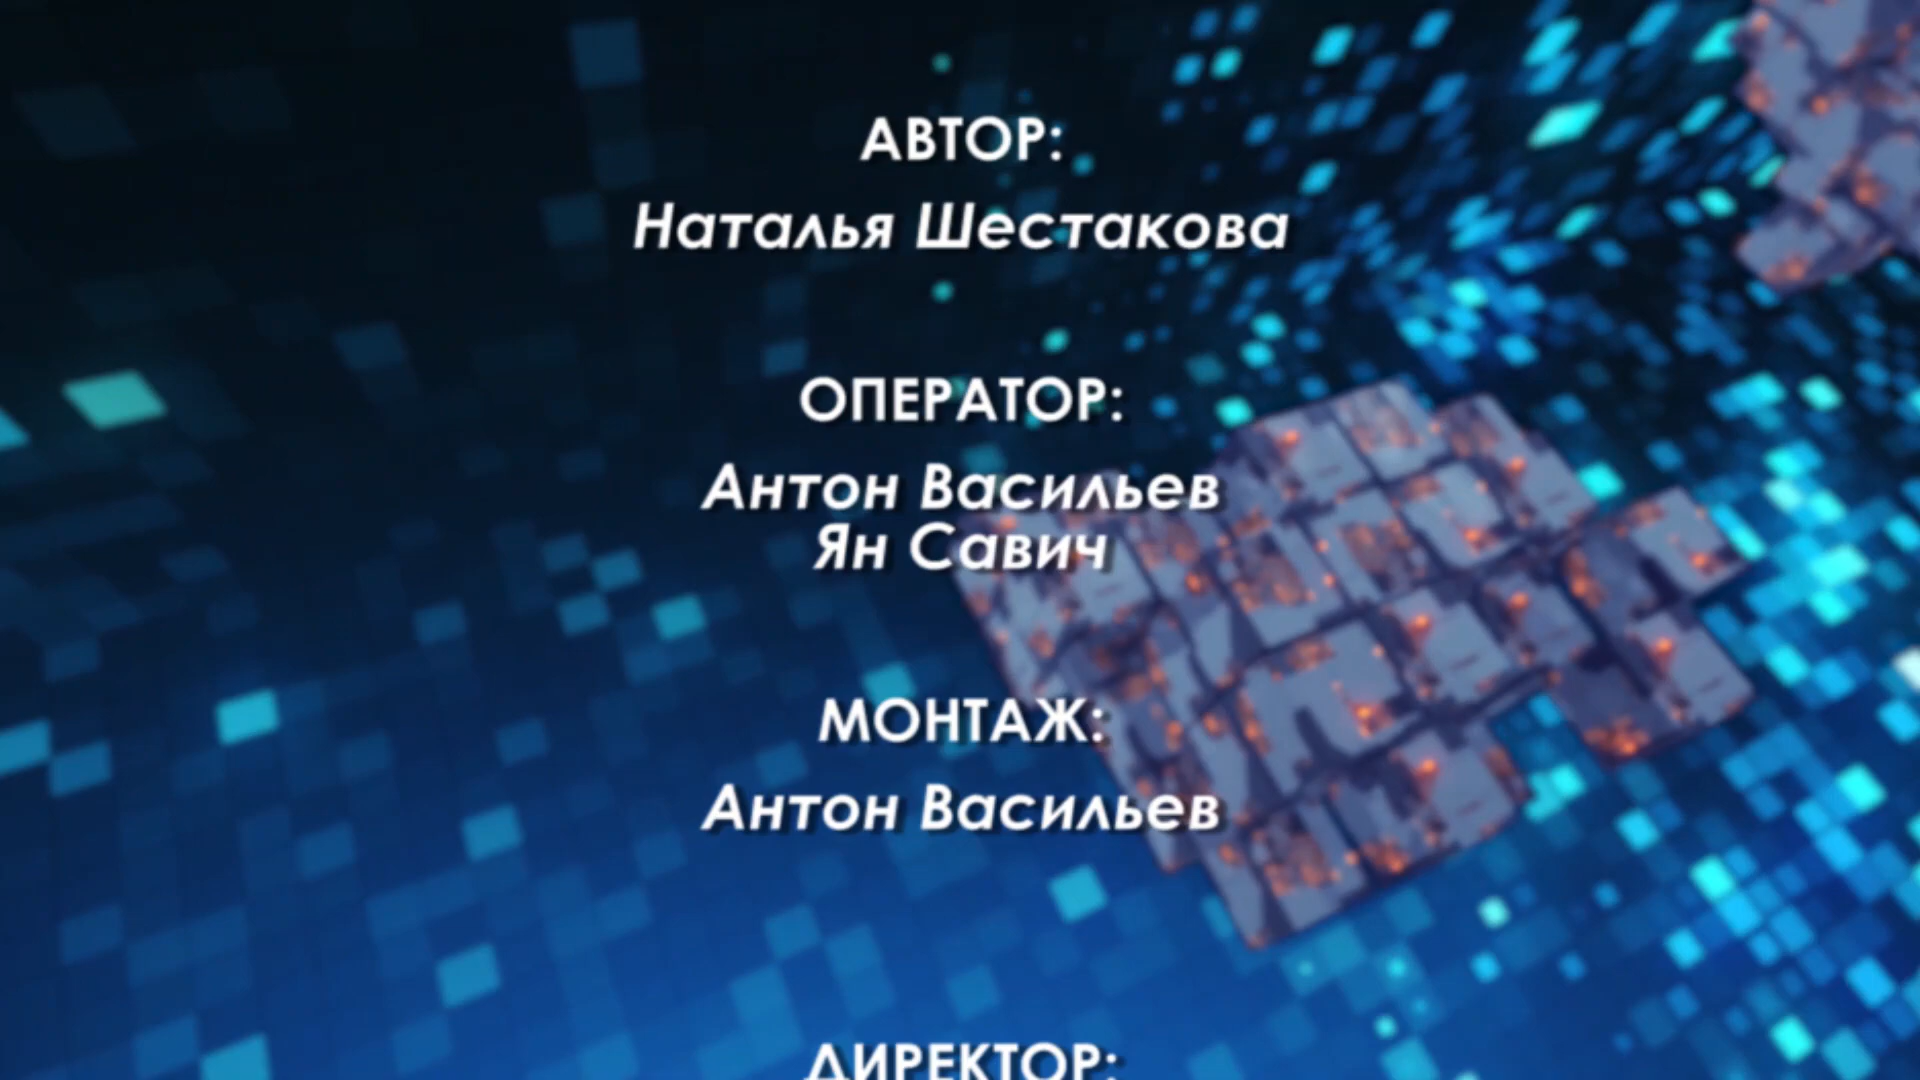 АВТОР:
Наталья Шестакова
ОПЕРАТОР:
Антон Васильев
Ян Савич
МОНТАЖ:
Антон Васильев
ДИРЕКТОР: